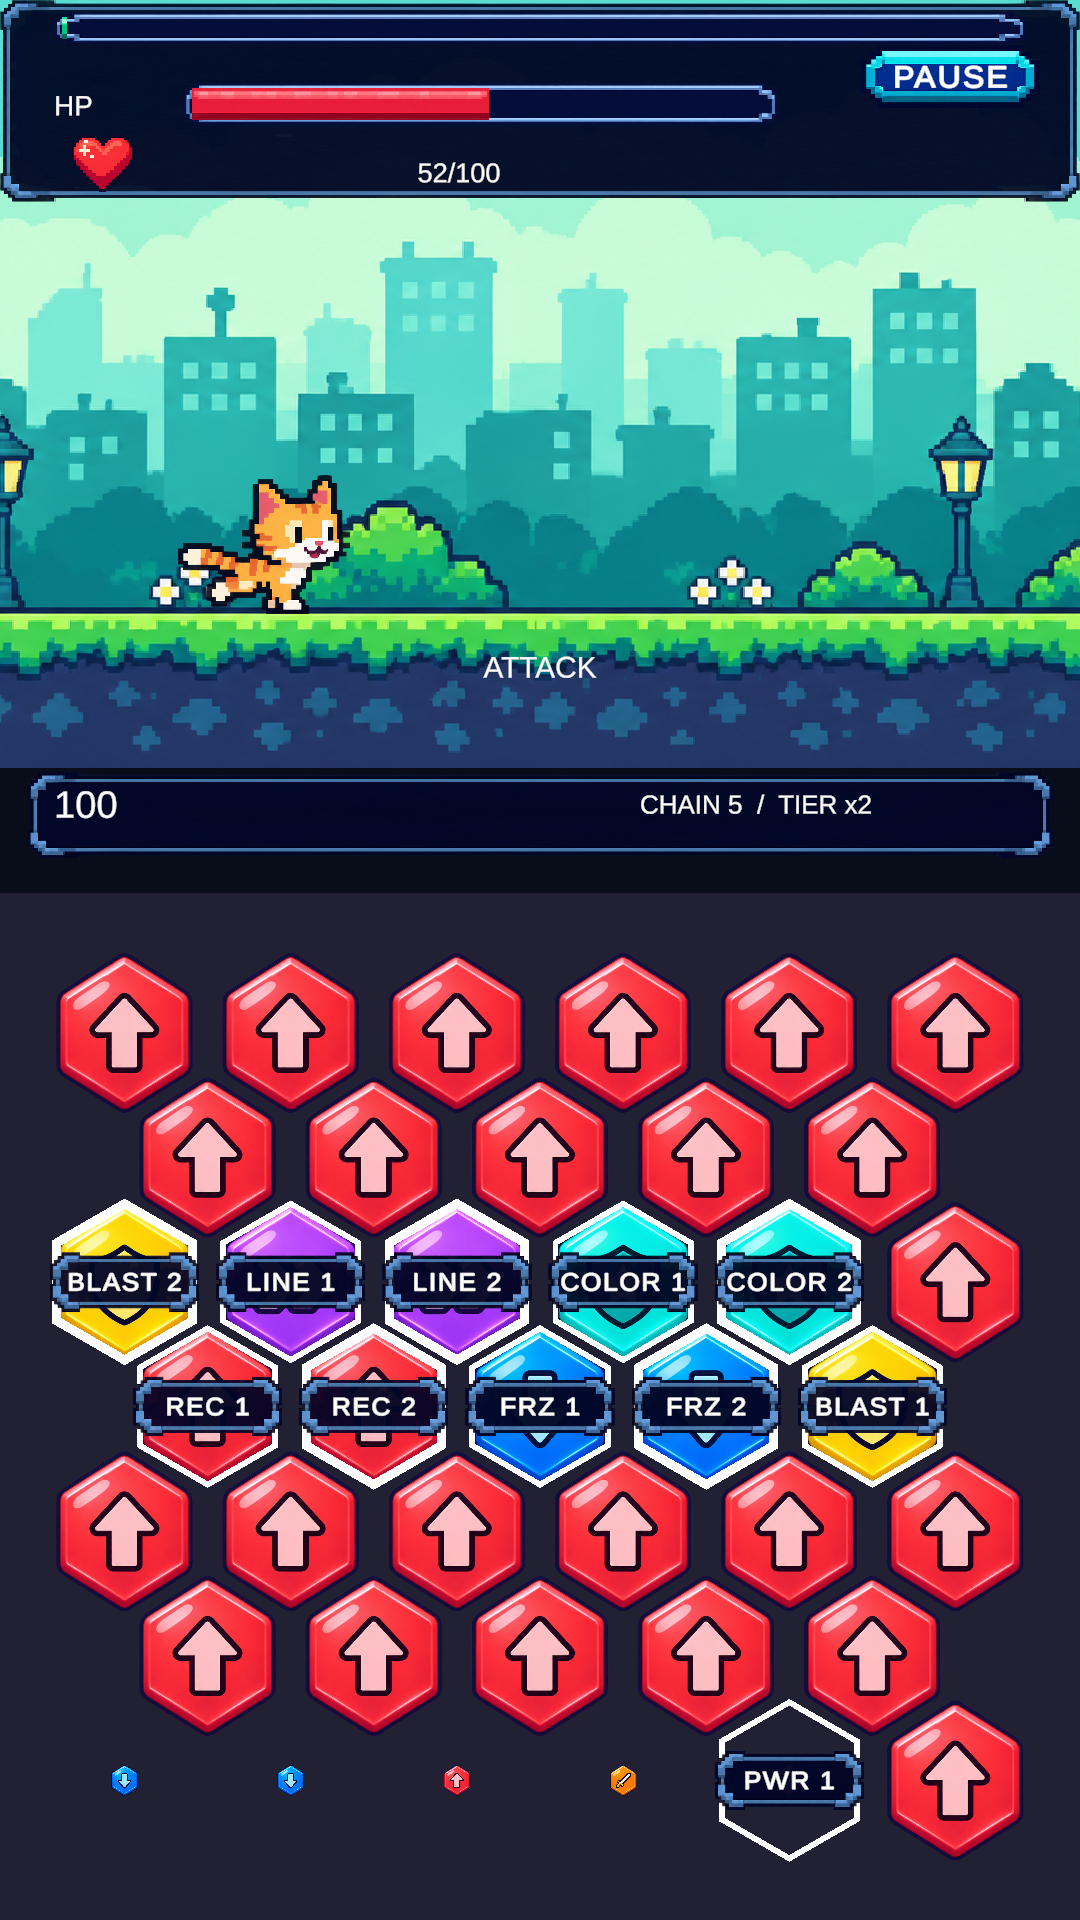 PAUSE
HP
52/100
ATTACK
100
CHAIN 5 / TIER x2
BLAST 2
LINE 1
LINE 2
COLOR 1
COLOR 2
REC 1
REC 2
FRZ 1
FRZ 2
BLAST 1
PWR 1